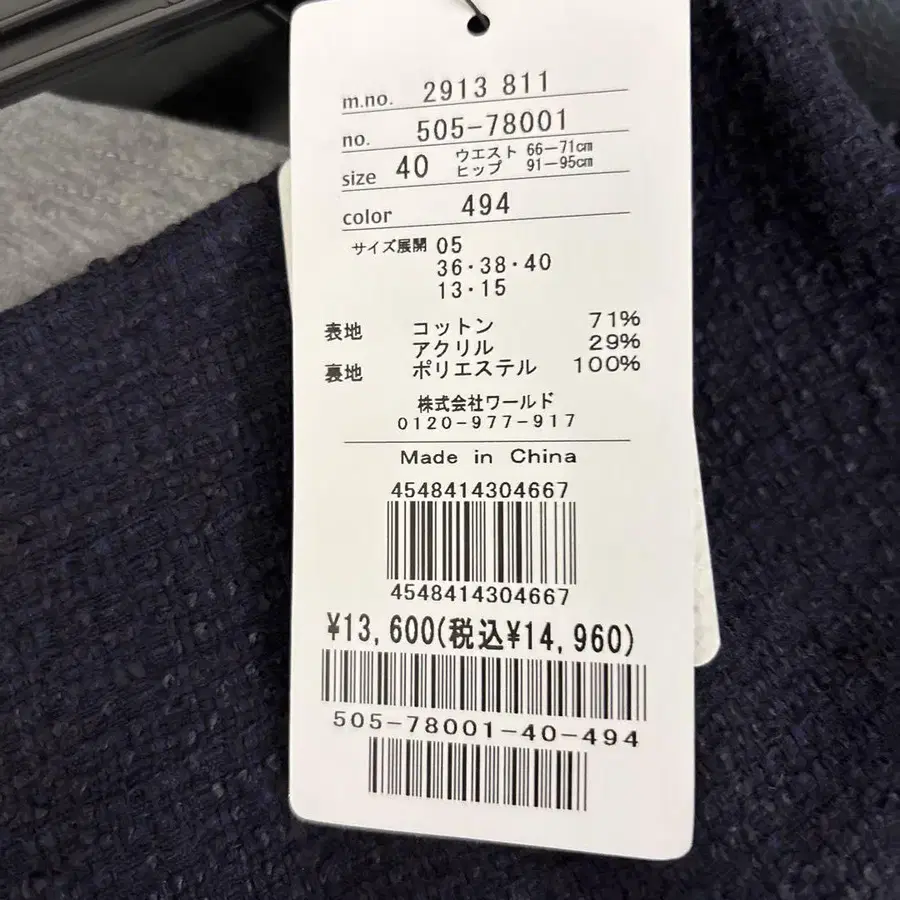 m.no. 2913 811
no. 505-78001
size 40 ウエスト 66-71cm
ヒップ 91-95cm
color 494
サイズ展開 05
36・38・40
13・15
表地 コットン 71%
アクリル 29%
裏地 ポリエステル 100%
株式会社ワールド
0120-977-917
Made in China
4548414304667
4548414304667
¥13,600(税込¥14,960)
505-78001-40-494